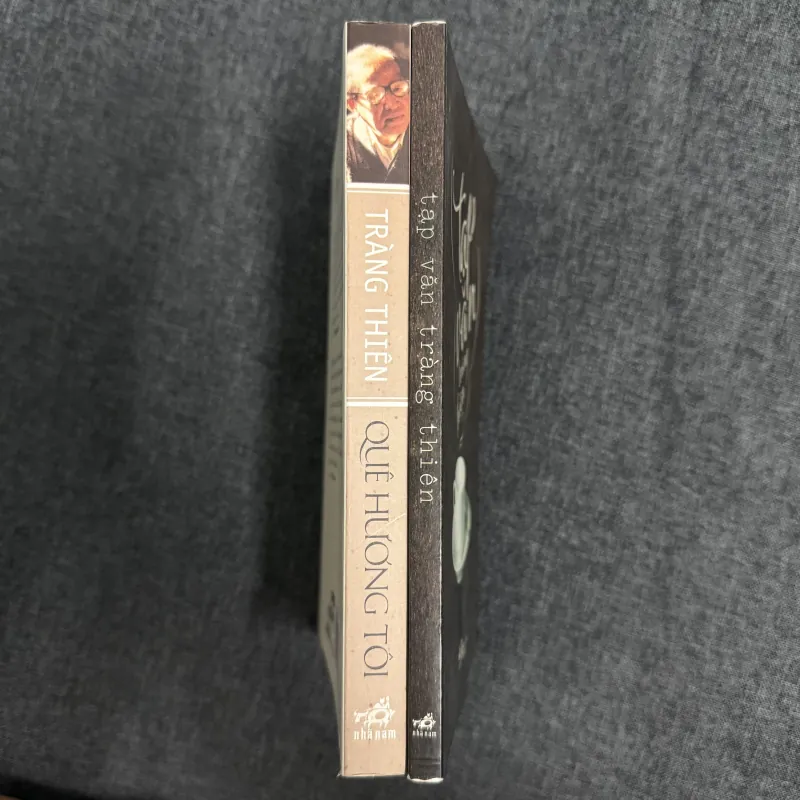 TRÀNG THIÊN
QUÊ HƯƠNG TÔI
nhã nam
tạp văn tràng thiên
nhã nam